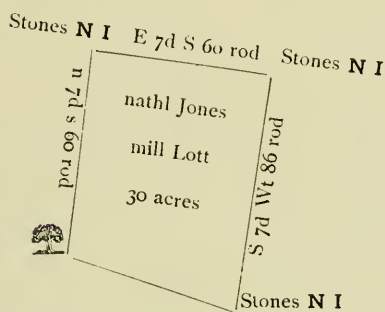 Stones N I
E 7d S 60 rod
Stones N I
n 7d s 60 rod
nathl Jones
mill Lott
30 acres
S 7d Wt 86 rod
Stones N I